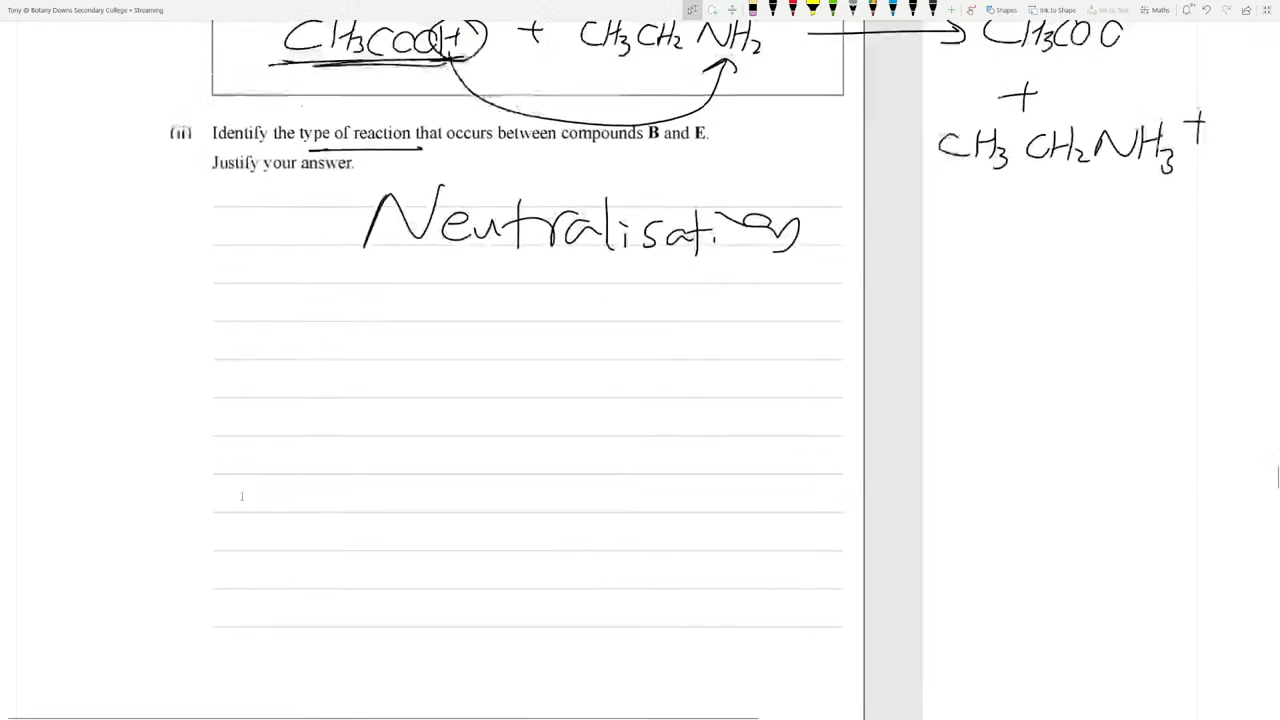 Tony @ Botany Downs Secondary College » Streaming
Shapes Ink to Shape Ink to Text Maths
CH3COOH + CH3CH2NH2 → CH3COO
+
CH3CH2NH3+
(ii) Identify the type of reaction that occurs between compounds B and E.
Justify your answer.
Neutralisation